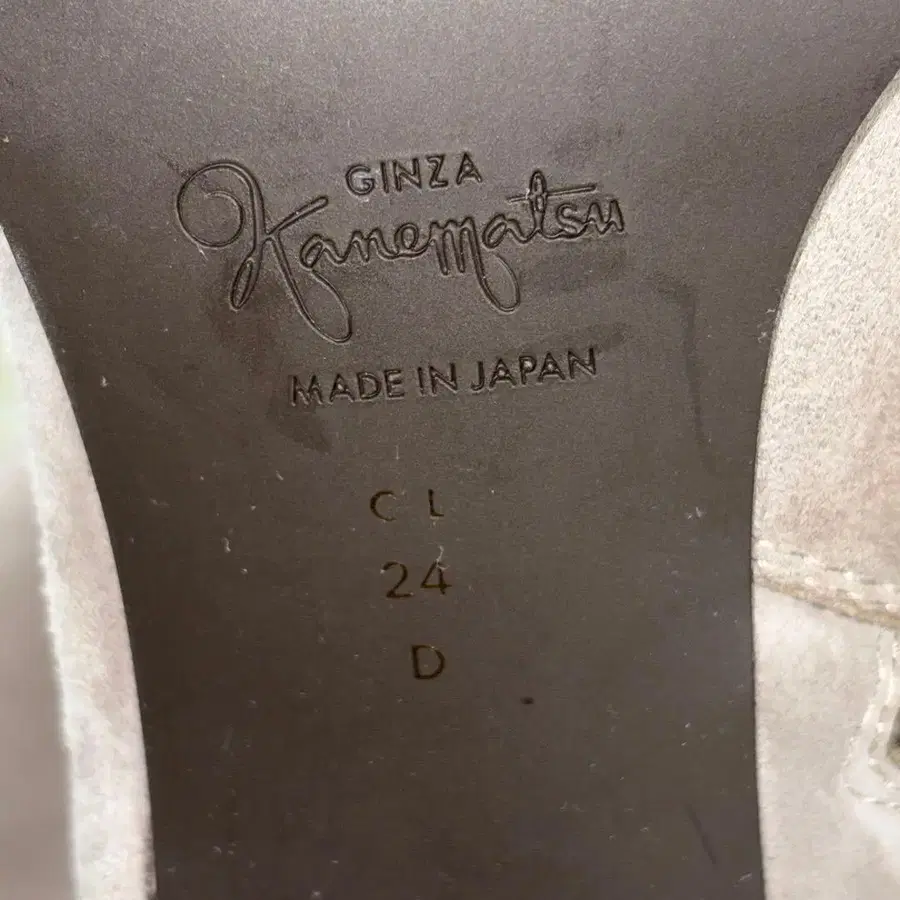 GINZA
Kanematsu
MADE IN JAPAN
C L
24
D